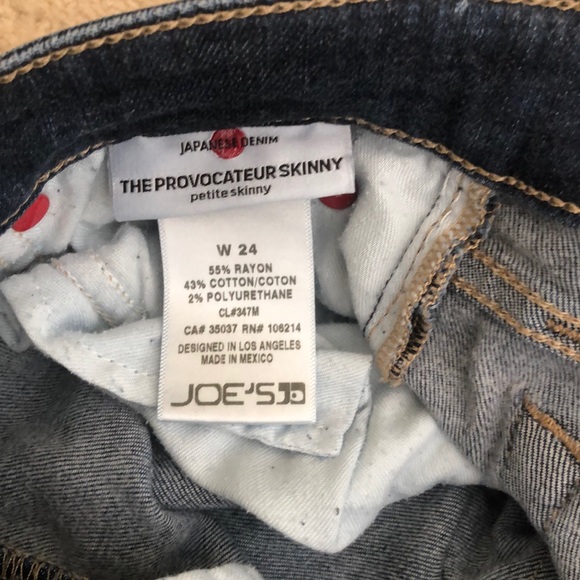 JAPANESE DENIM
THE PROVOCATEUR SKINNY
petite skinny
W 24
55% RAYON
43% COTTON/COTON
2% POLYURETHANE
CL#347M
CA# 35037 RN# 106214
DESIGNED IN LOS ANGELES
MADE IN MEXICO
JOE'S